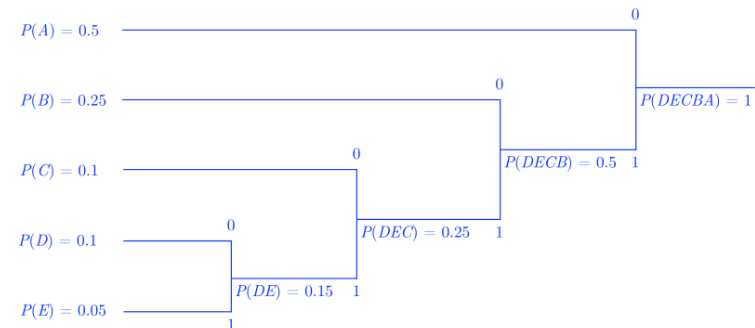 0
P(A) = 0.5
0
P(B) = 0.25
P(DECBA) = 1
0
P(DECB) = 0.5 1
P(C) = 0.1
0
P(DEC) = 0.25 1
P(D) = 0.1
P(DE) = 0.15 1
P(E) = 0.05
1